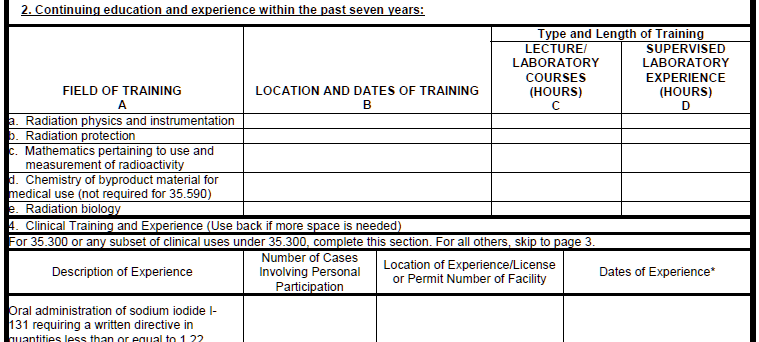 2. Continuing education and experience within the past seven years:
Type and Length of Training
FIELD OF TRAINING
A
LOCATION AND DATES OF TRAINING
B
LECTURE/
LABORATORY
COURSES
(HOURS)
C
SUPERVISED
LABORATORY
EXPERIENCE
(HOURS)
D
a. Radiation physics and instrumentation
b. Radiation protection
c. Mathematics pertaining to use and
measurement of radioactivity
d. Chemistry of byproduct material for
medical use (not required for 35.590)
e. Radiation biology
4. Clinical Training and Experience (Use back if more space is needed)
For 35.300 or any subset of clinical uses under 35.300, complete this section. For all others, skip to page 3.
Description of Experience
Number of Cases
Involving Personal
Participation
Location of Experience/License
or Permit Number of Facility
Dates of Experience*
Oral administration of sodium iodide I-
131 requiring a written directive in
quantities less than or equal to 1.22